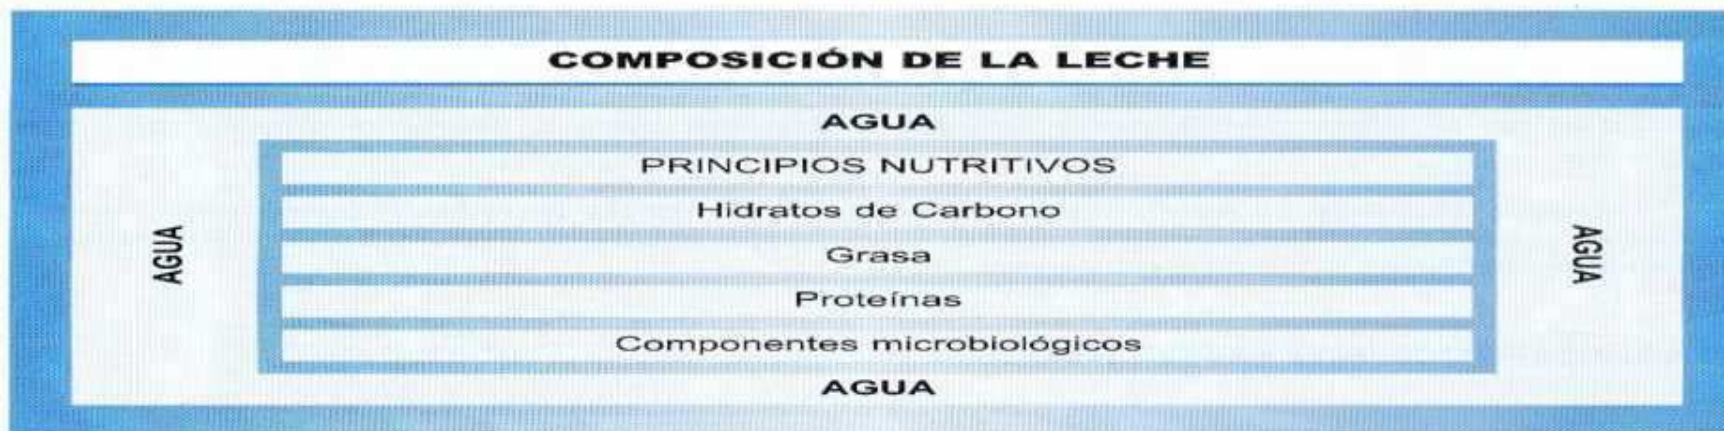 COMPOSICIÓN DE LA LECHE
AGUA
PRINCIPIOS NUTRITIVOS
Hidratos de Carbono
AGUA
AGUA
Grasa
Proteínas
Componentes microbiológicos
AGUA